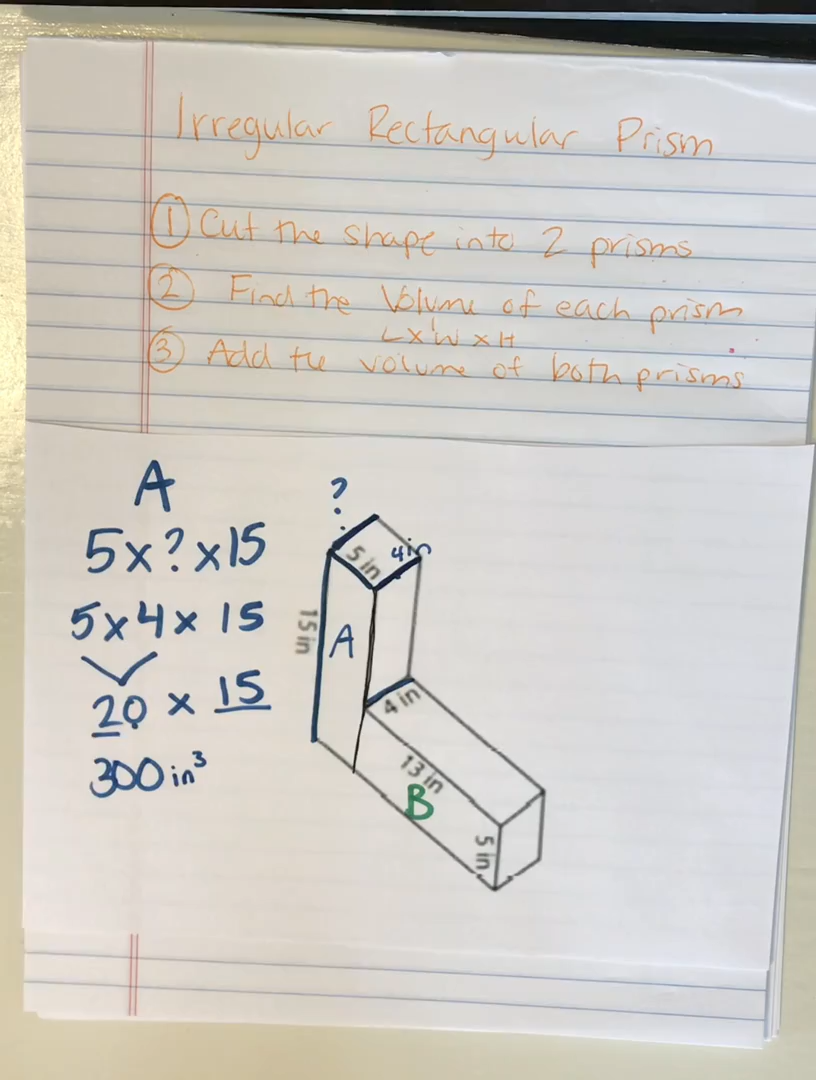 Irregular Rectangular Prism
① Cut the shape into 2 prisms
② Find the Volume of each prism
L x W x H
③ Add the volume of both prisms
A
5 x ? x 15
5 x 4 x 15
20 x 15
300 in³
?
5 in
4 in
15 in
A
4 in
13 in
B
5 in